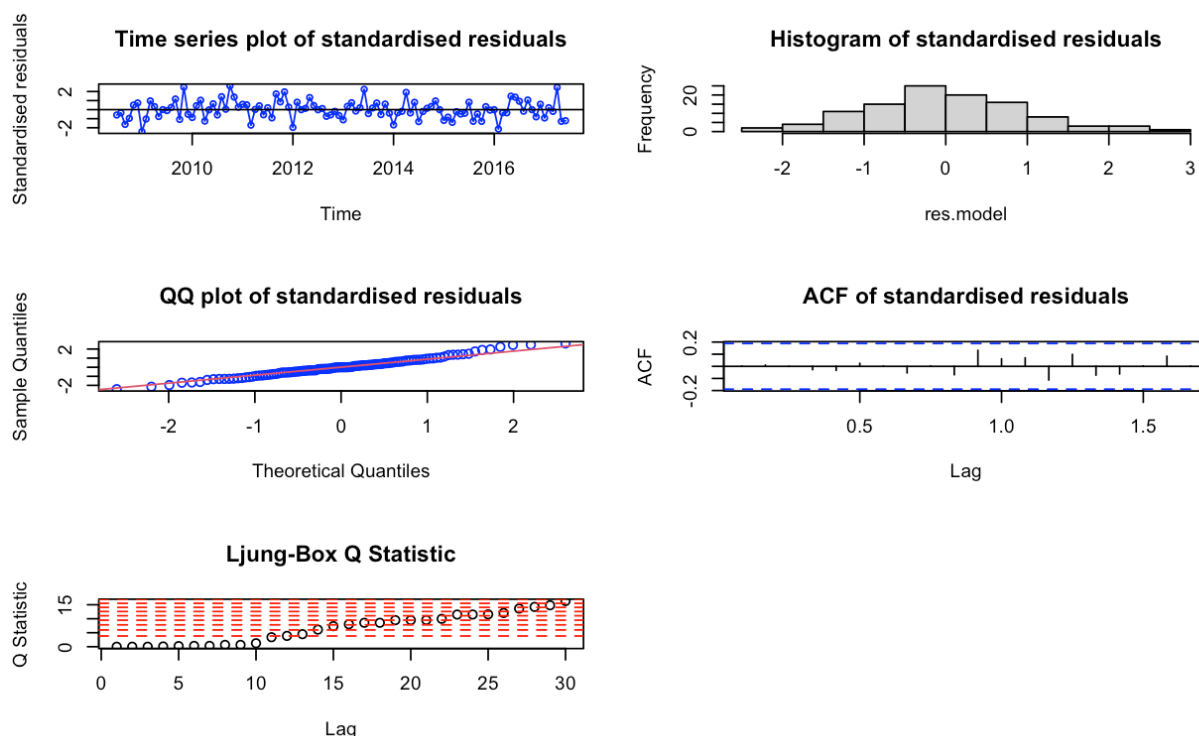 Time series plot of standardised residuals
Standardised residuals
2
-2
2010 2012 2014 2016
Time
Histogram of standardised residuals
Frequency
20
0
-2 -1 0 1 2 3
res.model
QQ plot of standardised residuals
Sample Quantiles
2
-2
-2 -1 0 1 2
Theoretical Quantiles
ACF of standardised residuals
ACF
0.2
-0.2
0.5 1.0 1.5
Lag
Ljung-Box Q Statistic
Q Statistic
15
0
0 5 10 15 20 25 30
Lag